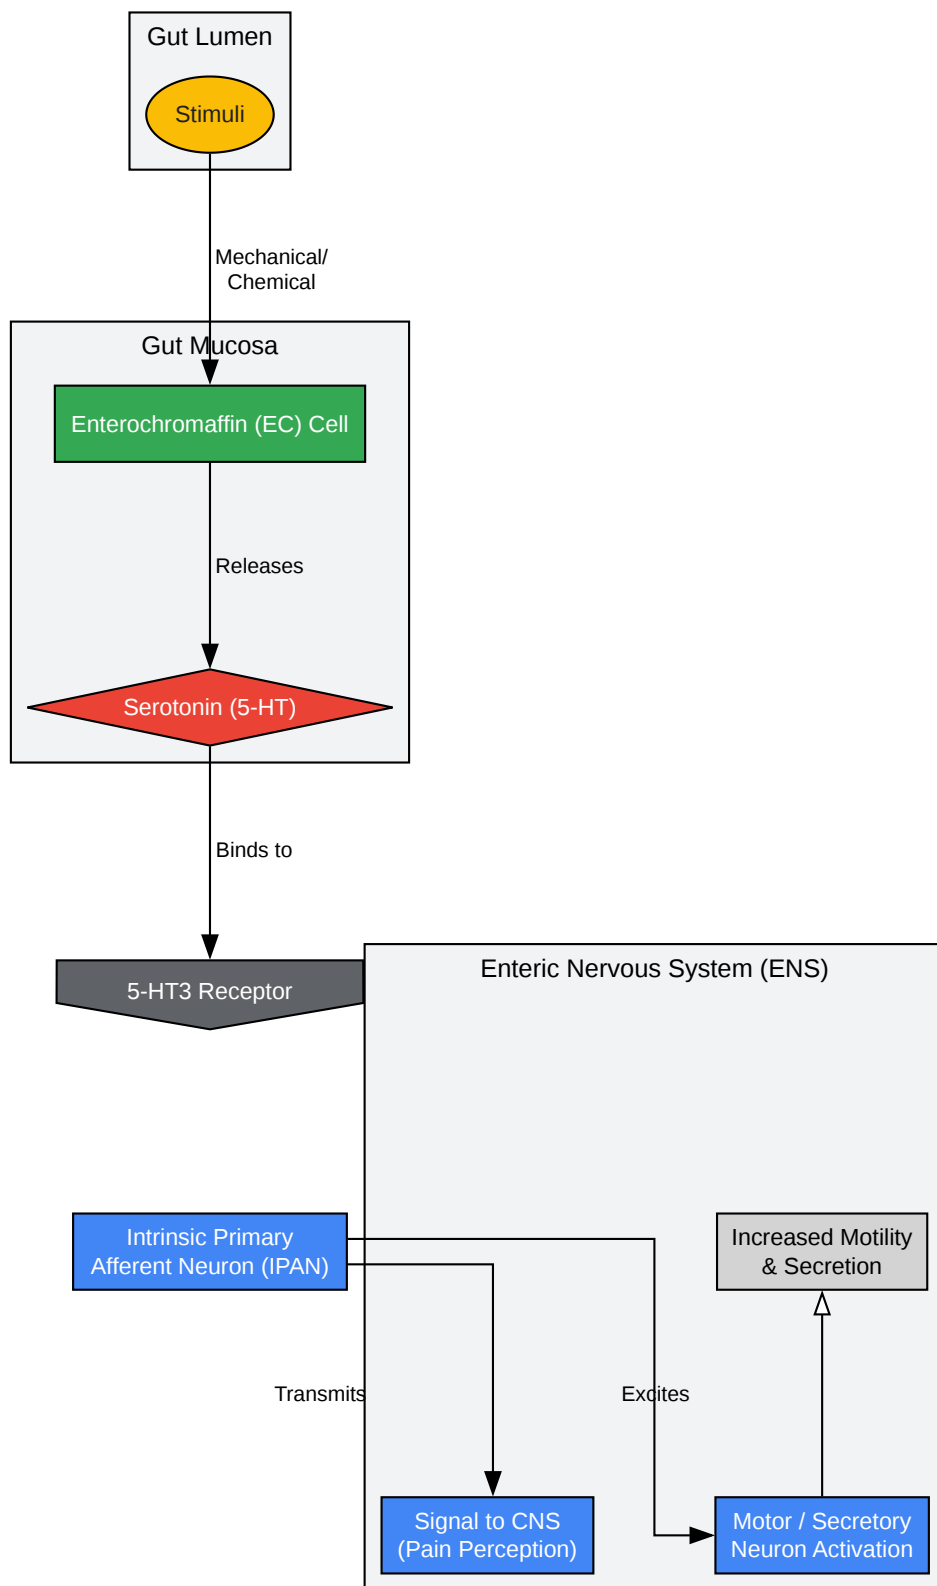 Gut Lumen
Stimuli
Mechanical/
Chemical
Gut Mucosa
Enterochromaffin (EC) Cell
Releases
Serotonin (5-HT)
Binds to
5-HT3 Receptor
Enteric Nervous System (ENS)
Intrinsic Primary
Afferent Neuron (IPAN)
Increased Motility
& Secretion
Transmits
Excites
Signal to CNS
(Pain Perception)
Motor / Secretory
Neuron Activation